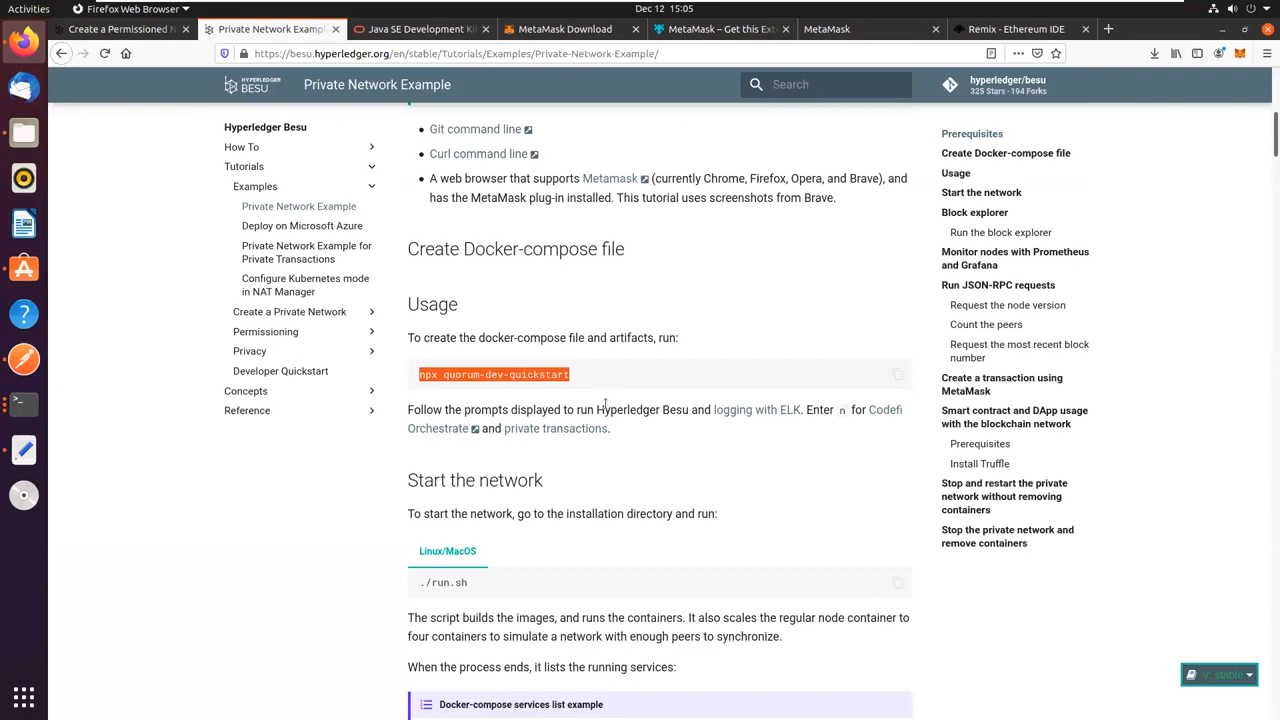 Activities
Firefox Web Browser
Dec 12 15:05
Create a Permissioned N
Private Network Exampl
Java SE Development Ki
MetaMask Download
MetaMask – Get this Ext
MetaMask
Remix - Ethereum IDE
https://besu.hyperledger.org/en/stable/Tutorials/Examples/Private-Network-Example/
HYPERLEDGER
BESU
Private Network Example
Search
hyperledger/besu
325 Stars · 194 Forks
Hyperledger Besu
How To
Tutorials
Examples
Private Network Example
Deploy on Microsoft Azure
Private Network Example for
Private Transactions
Configure Kubernetes mode
in NAT Manager
Create a Private Network
Permissioning
Privacy
Developer Quickstart
Concepts
Reference
Git command line
Curl command line
A web browser that supports Metamask (currently Chrome, Firefox, Opera, and Brave), and
has the MetaMask plug-in installed. This tutorial uses screenshots from Brave.
Create Docker-compose file
Usage
To create the docker-compose file and artifacts, run:
npx quorum-dev-quickstart
Follow the prompts displayed to run Hyperledger Besu and logging with ELK. Enter n for Codefi
Orchestrate and private transactions.
Start the network
To start the network, go to the installation directory and run:
Linux/MacOS
./run.sh
The script builds the images, and runs the containers. It also scales the regular node container to
four containers to simulate a network with enough peers to synchronize.
When the process ends, it lists the running services:
Docker-compose services list example
Prerequisites
Create Docker-compose file
Usage
Start the network
Block explorer
Run the block explorer
Monitor nodes with Prometheus
and Grafana
Run JSON-RPC requests
Request the node version
Count the peers
Request the most recent block
number
Create a transaction using
MetaMask
Smart contract and DApp usage
with the blockchain network
Prerequisites
Install Truffle
Stop and restart the private
network without removing
containers
Stop the private network and
remove containers
v: stable